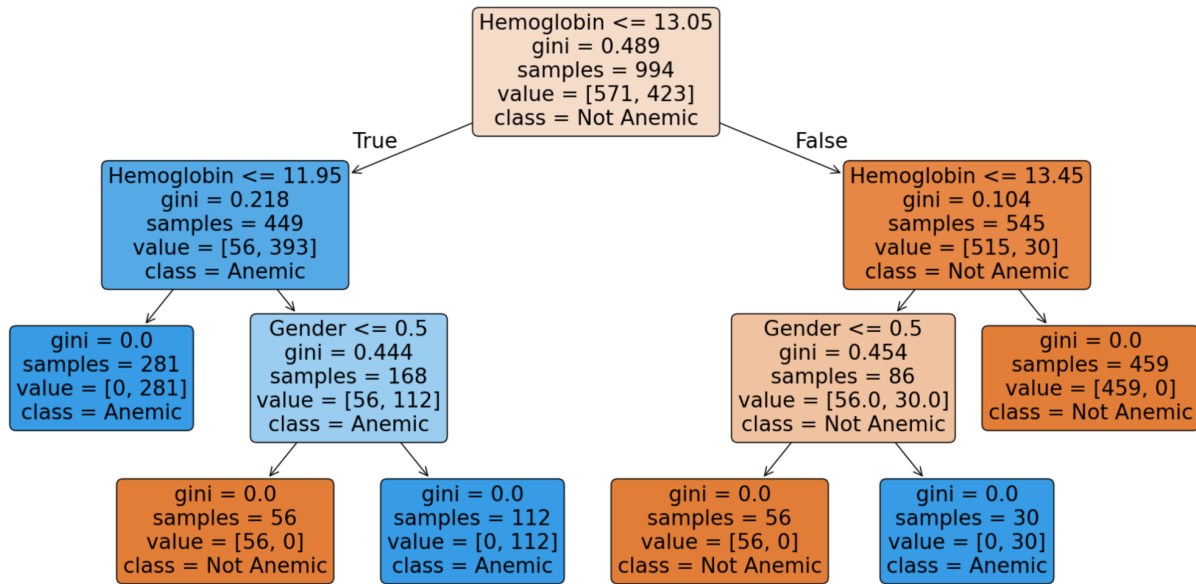 Hemoglobin <= 13.05
gini = 0.489
samples = 994
value = [571, 423]
class = Not Anemic
True
False
Hemoglobin <= 11.95
gini = 0.218
samples = 449
value = [56, 393]
class = Anemic
Hemoglobin <= 13.45
gini = 0.104
samples = 545
value = [515, 30]
class = Not Anemic
gini = 0.0
samples = 281
value = [0, 281]
class = Anemic
Gender <= 0.5
gini = 0.444
samples = 168
value = [56, 112]
class = Anemic
Gender <= 0.5
gini = 0.454
samples = 86
value = [56.0, 30.0]
class = Not Anemic
gini = 0.0
samples = 459
value = [459, 0]
class = Not Anemic
gini = 0.0
samples = 56
value = [56, 0]
class = Not Anemic
gini = 0.0
samples = 112
value = [0, 112]
class = Anemic
gini = 0.0
samples = 56
value = [56, 0]
class = Not Anemic
gini = 0.0
samples = 30
value = [0, 30]
class = Anemic